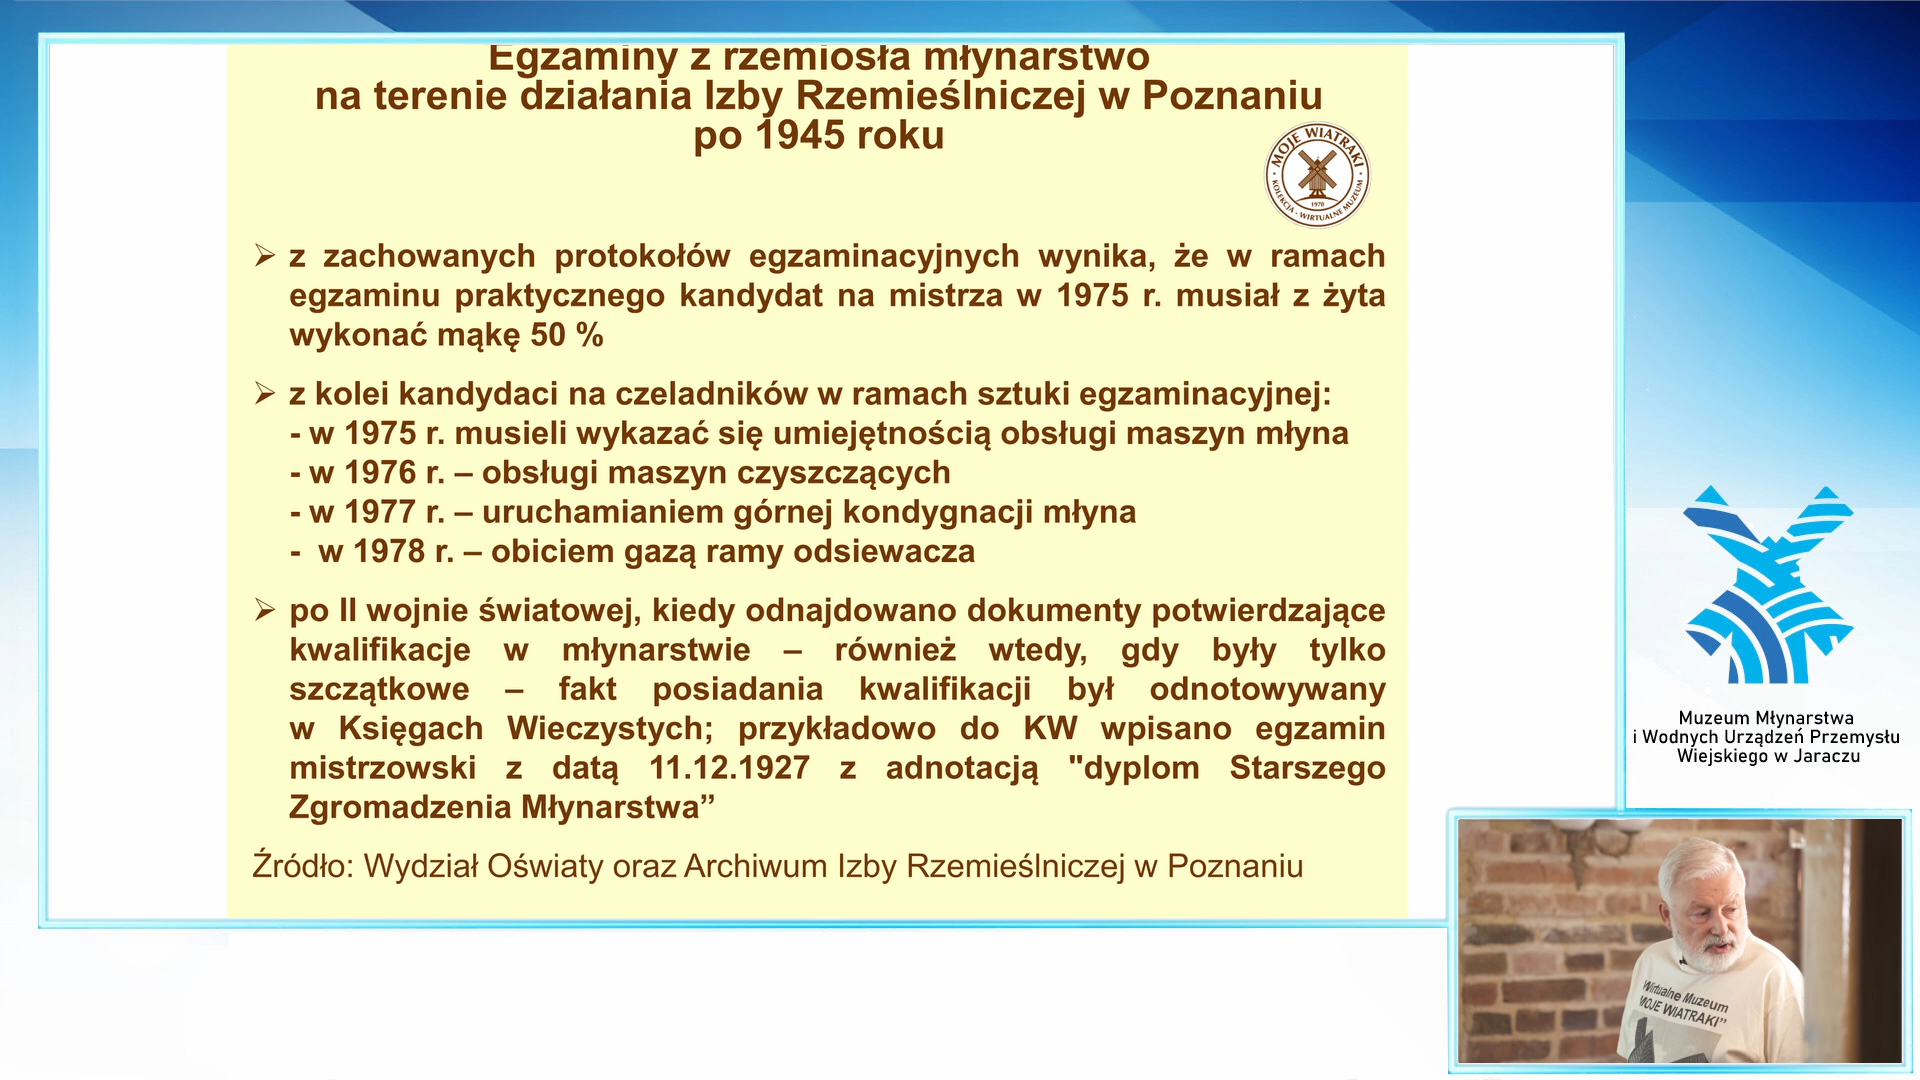 Egzaminy z rzemiosła młynarstwo
na terenie działania Izby Rzemieślniczej w Poznaniu
po 1945 roku
MOJE WIATRAKI
KOLEKCJA - WIRTUALNE MUZEUM
1970
z zachowanych protokołów egzaminacyjnych wynika, że w ramach
egzaminu praktycznego kandydat na mistrza w 1975 r. musiał z żyta
wykonać mąkę 50 %
z kolei kandydaci na czeladników w ramach sztuki egzaminacyjnej:
- w 1975 r. musieli wykazać się umiejętnością obsługi maszyn młyna
- w 1976 r. – obsługi maszyn czyszczących
- w 1977 r. – uruchamianiem górnej kondygnacji młyna
- w 1978 r. – obiciem gazą ramy odsiewacza
po II wojnie światowej, kiedy odnajdowano dokumenty potwierdzające
kwalifikacje w młynarstwie – również wtedy, gdy były tylko
szczątkowe – fakt posiadania kwalifikacji był odnotowywany
w Księgach Wieczystych; przykładowo do KW wpisano egzamin
mistrzowski z datą 11.12.1927 z adnotacją "dyplom Starszego
Zgromadzenia Młynarstwa”
Źródło: Wydział Oświaty oraz Archiwum Izby Rzemieślniczej w Poznaniu
Muzeum Młynarstwa
i Wodnych Urządzeń Przemysłu
Wiejskiego w Jaraczu
Wirtualne Muzeum
MOJE WIATRAKI”